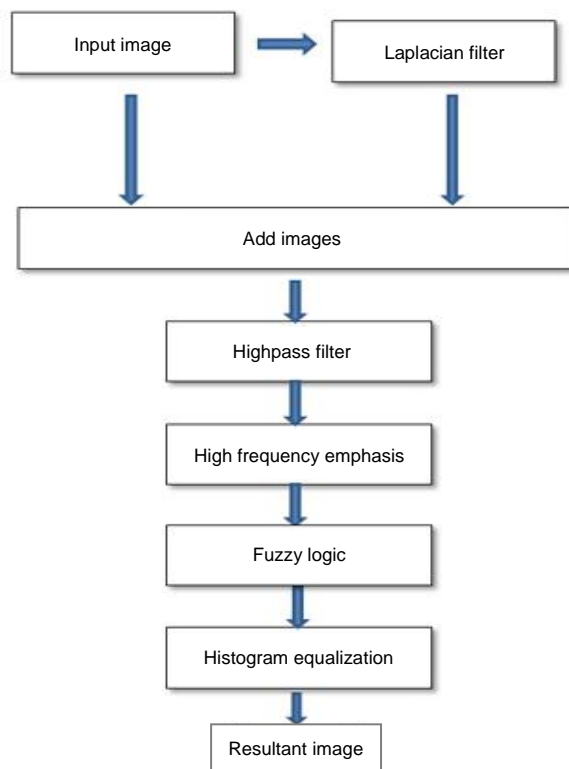 Input image
Laplacian filter
Add images
Highpass filter
High frequency emphasis
Fuzzy logic
Histogram equalization
Resultant image